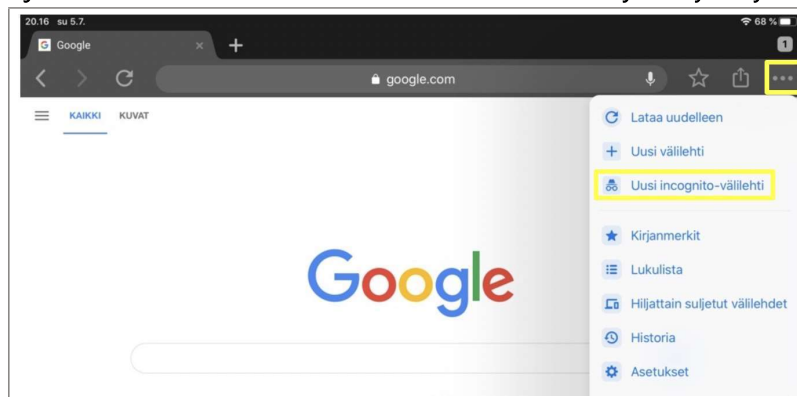 20.16 su 5.7.
68 %
Google
1
google.com
KAIKKI KUVAT
Lataa uudelleen
Uusi välilehti
Uusi incognito-välilehti
Kirjanmerkit
Lukulista
Hiljattain suljetut välilehdet
Historia
Asetukset
Google